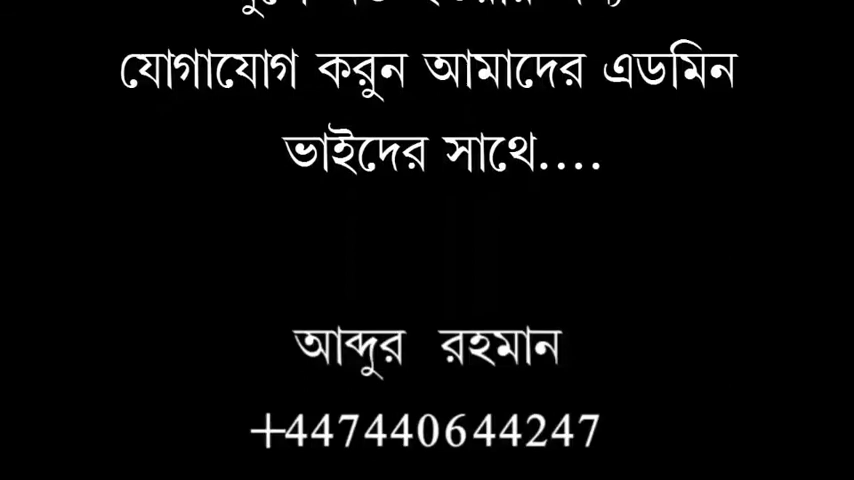 যোগাযোগ করুন আমাদের এডমিন
ভাইদের সাথে....
আব্দুর রহমান
+447440644247